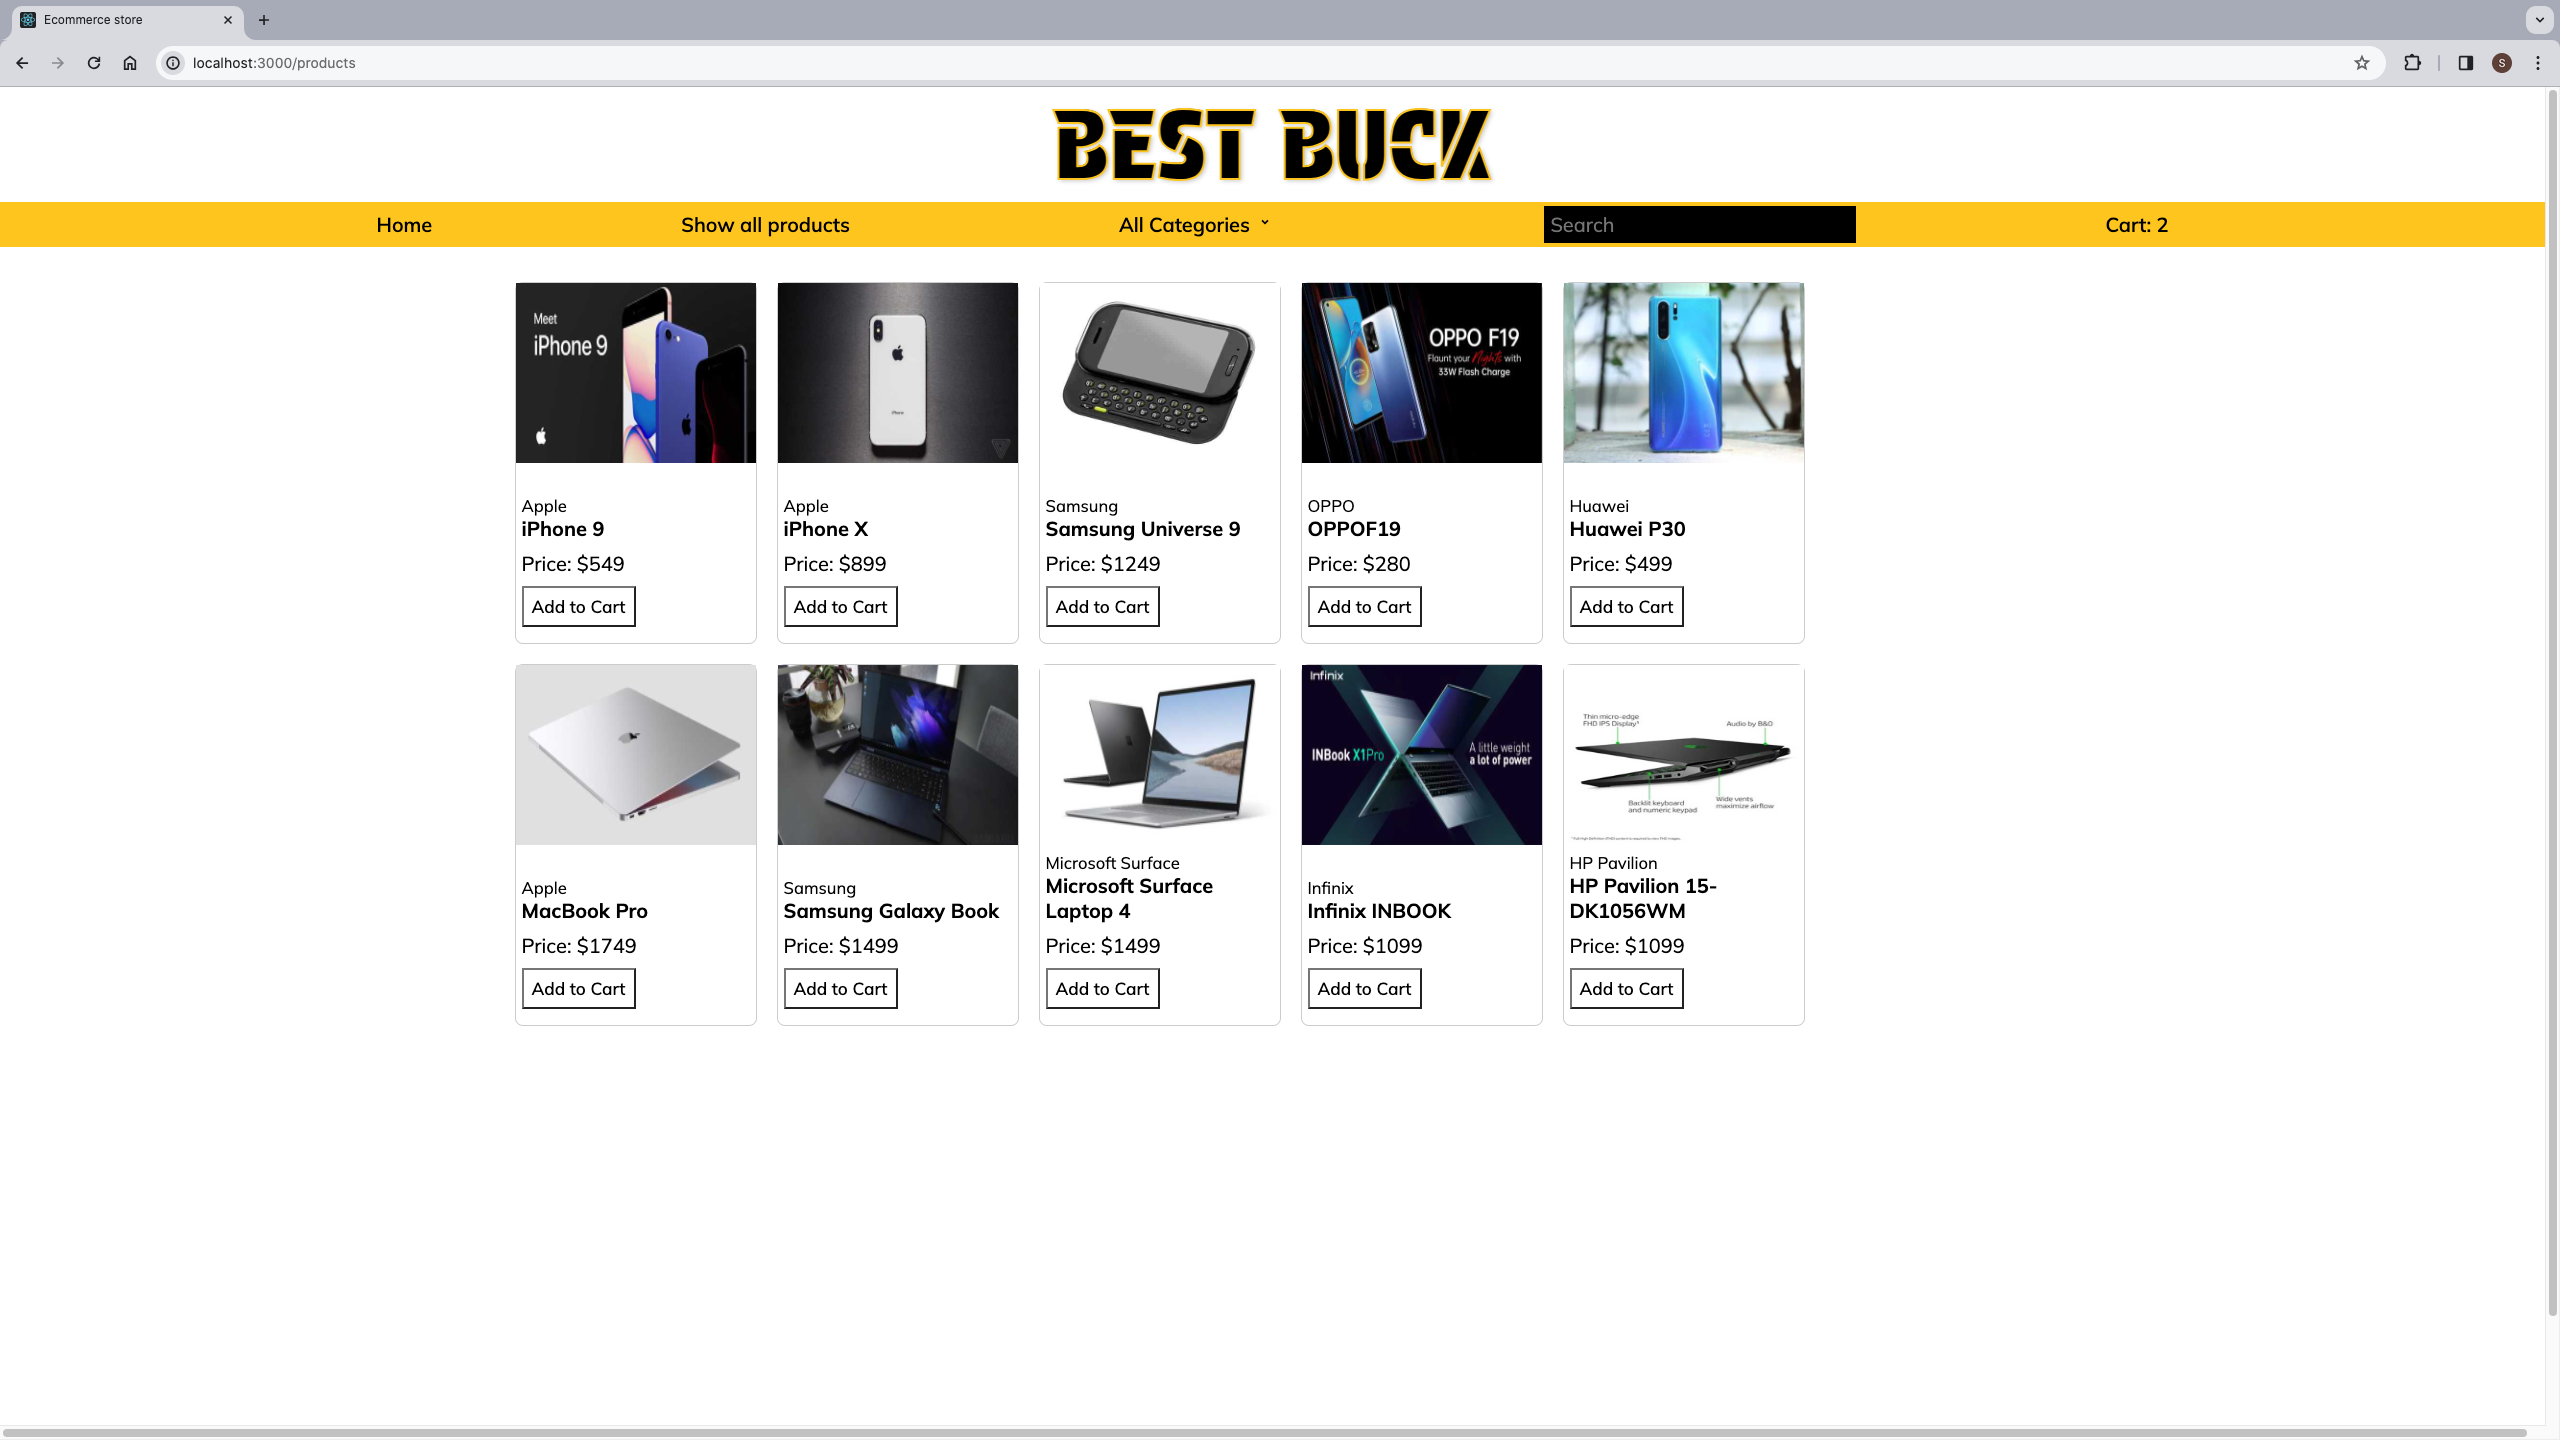 Ecommerce store
localhost:3000/products
S
BEST BUCK
Home
Show all products
All Categories
Search
Cart: 2
Meet
iPhone 9
Apple
iPhone 9
Price: $549
Add to Cart
iPhone
Apple
iPhone X
Price: $899
Add to Cart
Samsung
Samsung Universe 9
Price: $1249
Add to Cart
OPPO F19
Flaunt your Nights with
33W Flash Charge
OPPO
OPPOF19
Price: $280
Add to Cart
Huawei
Huawei P30
Price: $499
Add to Cart
Apple
MacBook Pro
Price: $1749
Add to Cart
Samsung
Samsung Galaxy Book
Price: $1499
Add to Cart
Microsoft Surface
Microsoft Surface
Laptop 4
Price: $1499
Add to Cart
Infinix
INBook X1Pro
A little weight
a lot of power
Infinix
Infinix INBOOK
Price: $1099
Add to Cart
Thin micro-edge
FHD IPS Display¹
Audio by B&O
Backlit keyboard
and numeric keypad
Wide vents
maximize airflow
HP Pavilion
HP Pavilion 15-
DK1056WM
Price: $1099
Add to Cart